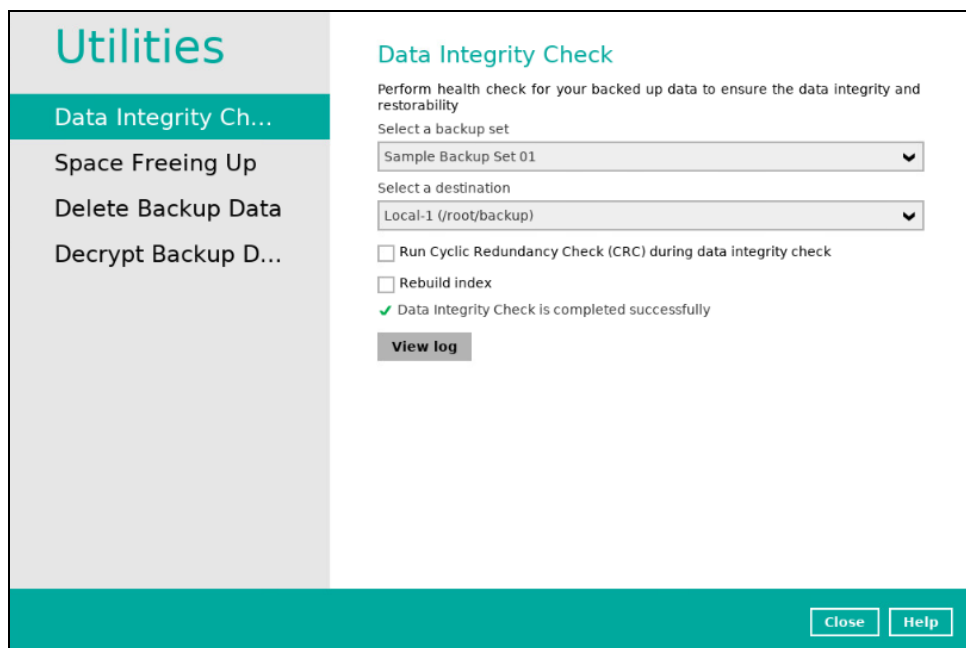 Utilities
Data Integrity Ch...
Space Freeing Up
Delete Backup Data
Decrypt Backup D...
Data Integrity Check
Perform health check for your backed up data to ensure the data integrity and
restorability
Select a backup set
Sample Backup Set 01
Select a destination
Local-1 (/root/backup)
Run Cyclic Redundancy Check (CRC) during data integrity check
Rebuild index
Data Integrity Check is completed successfully
View log
Close
Help